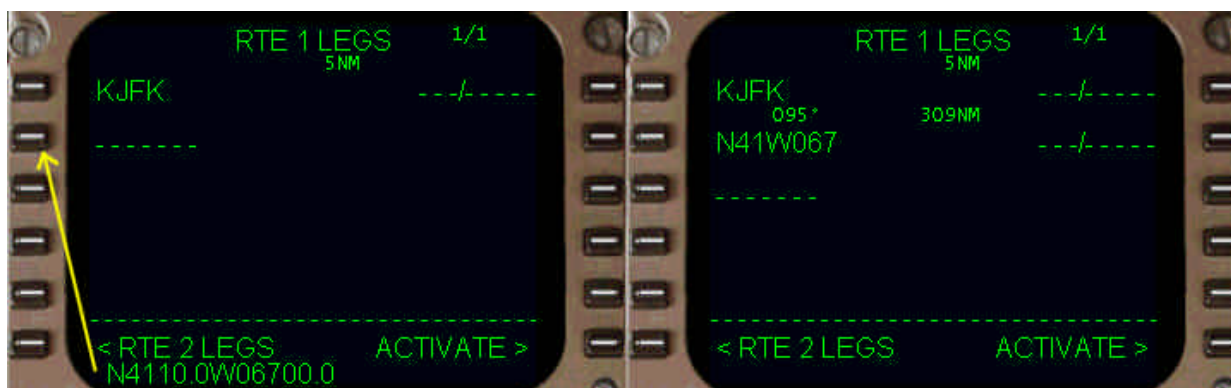 RTE 1 LEGS 1/1
5NM
KJFK ---/-----
-------
< RTE 2 LEGS ACTIVATE >
N4110.0W06700.0
RTE 1 LEGS 1/1
5NM
KJFK ---/-----
095° 309NM
N41W067 ---/-----
-------
< RTE 2 LEGS ACTIVATE >